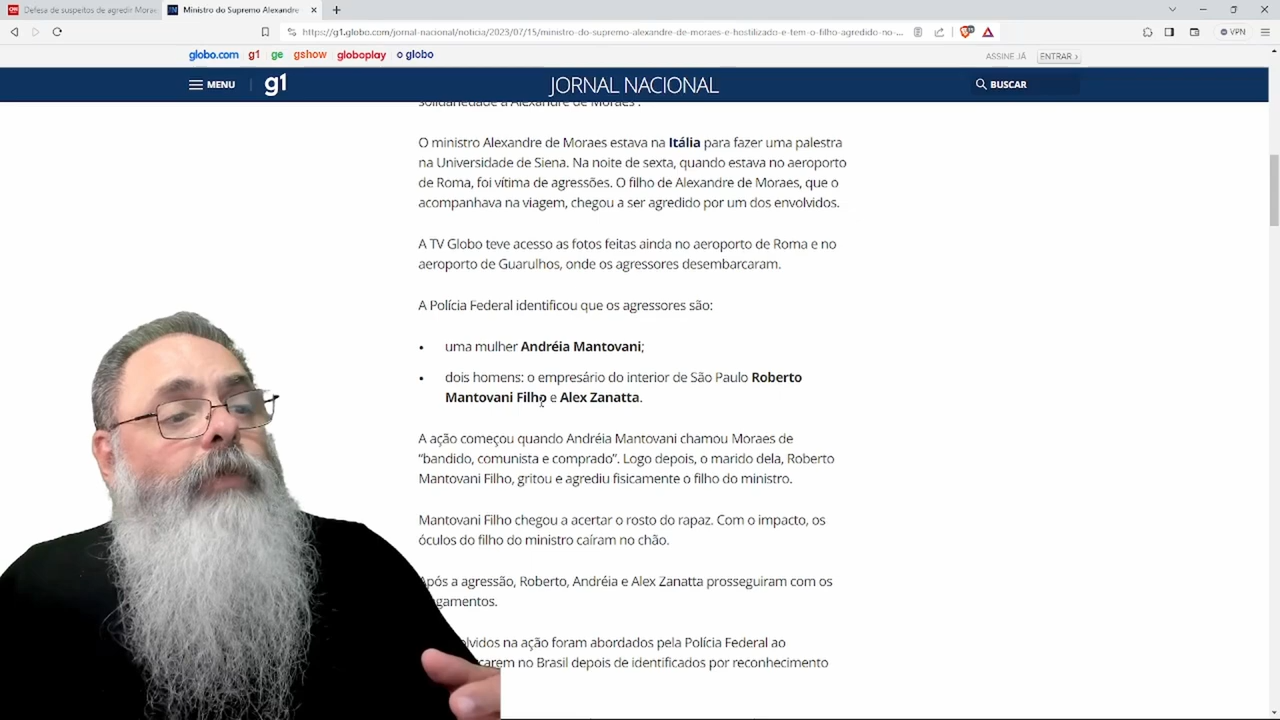 Defesa de suspeitos de agredir Morae
Ministro do Supremo Alexandre
https://g1.globo.com/jornal-nacional/noticia/2023/07/15/ministro-do-supremo-alexandre-de-moraes-e-hostilizado-e-tem-o-filho-agredido-no-...
VPN
globo.com g1 ge gshow globoplay o globo
ASSINE JÁ ENTRAR
MENU g1 JORNAL NACIONAL BUSCAR
solidariedade a Alexandre de Moraes".
O ministro Alexandre de Moraes estava na Itália para fazer uma palestra
na Universidade de Siena. Na noite de sexta, quando estava no aeroporto
de Roma, foi vítima de agressões. O filho de Alexandre de Moraes, que o
acompanhava na viagem, chegou a ser agredido por um dos envolvidos.
A TV Globo teve acesso as fotos feitas ainda no aeroporto de Roma e no
aeroporto de Guarulhos, onde os agressores desembarcaram.
A Polícia Federal identificou que os agressores são:
• uma mulher Andréia Mantovani;
• dois homens: o empresário do interior de São Paulo Roberto
Mantovani Filho e Alex Zanatta.
A ação começou quando Andréia Mantovani chamou Moraes de
“bandido, comunista e comprado”. Logo depois, o marido dela, Roberto
Mantovani Filho, gritou e agrediu fisicamente o filho do ministro.
Mantovani Filho chegou a acertar o rosto do rapaz. Com o impacto, os
óculos do filho do ministro caíram no chão.
Após a agressão, Roberto, Andréia e Alex Zanatta prosseguiram com os
gamentos.
olvidos na ação foram abordados pela Polícia Federal ao
carem no Brasil depois de identificados por reconhecimento